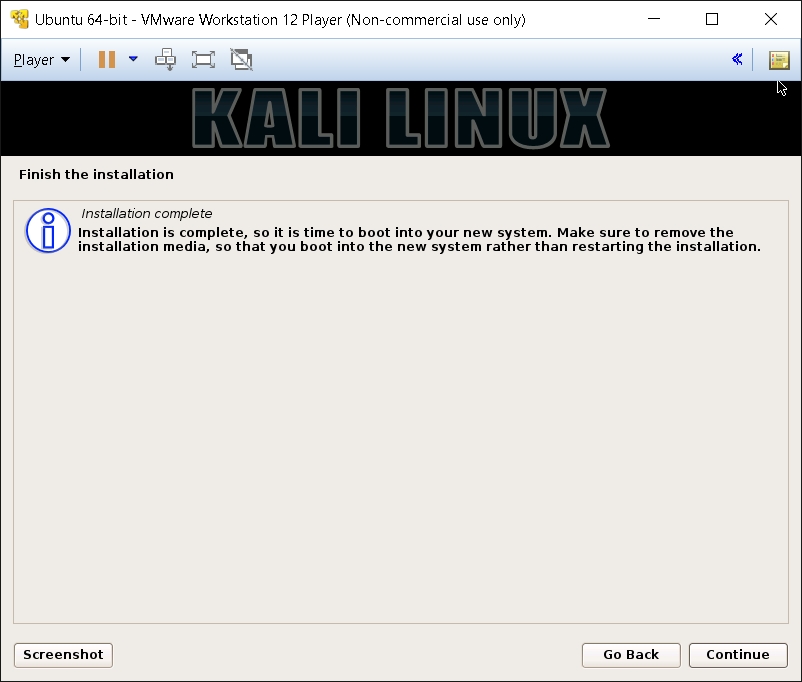 Ubuntu 64-bit - VMware Workstation 12 Player (Non-commercial use only)
Player
KALI LINUX
Finish the installation
Installation complete
Installation is complete, so it is time to boot into your new system. Make sure to remove the
installation media, so that you boot into the new system rather than restarting the installation.
Screenshot
Go Back
Continue